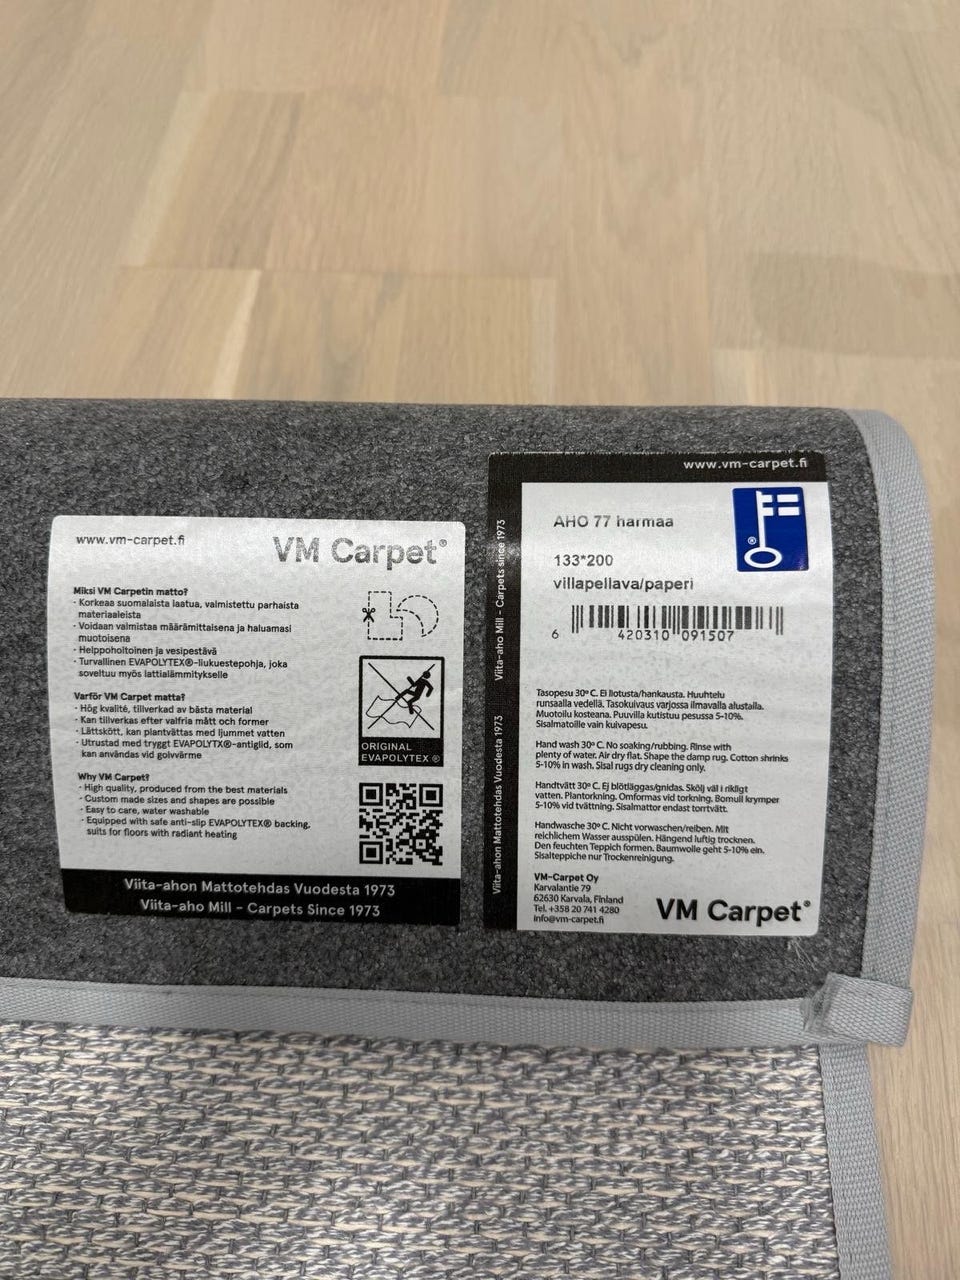 www.vm-carpet.fi
VM Carpet®
Miksi VM Carpetin matto?
· Korkeaa suomalaista laatua, valmistettu parhaista
materiaaleista
· Voidaan valmistaa määrämittaisena ja haluamasi
muotoisena
· Helppohoitoinen ja vesipestävä
· Turvallinen EVAPOLYTEX®-liukuestepohja, joka
soveltuu myös lattialämmitykselle
Varför VM Carpet matta?
· Hög kvalité, tillverkad av bästa material
· Kan tillverkas efter valfria mått och former
· Lättskött, kan plantvättas med ljummet vatten
· Utrustad med tryggt EVAPOLYTX®-antiglid, som
kan användas vid golvvärme
Why VM Carpet?
· High quality, produced from the best materials
· Custom made sizes and shapes are possible
· Easy to care, water washable
· Equipped with safe anti-slip EVAPOLYTEX® backing,
suits for floors with radiant heating
ORIGINAL
EVAPOLYTEX®
Viita-ahon Mattotehdas Vuodesta 1973
Viita-aho Mill - Carpets Since 1973
www.vm-carpet.fi
Viita-aho Mill - Carpets since 1973
Viita-ahon Mattotehdas Vuodesta 1973
AHO 77 harmaa
®
133*200
villapellava/paperi
6 420310 091507
Tasopesu 30º C. Ei liotusta/hankausta. Huuhtelu
runsaalla vedellä. Tasokuivaus varjossa ilmavalla alustalla.
Muotoilu kosteana. Puuvilla kutistuu pesussa 5-10%.
Sisalmatoille vain kuivapesu.
Hand wash 30º C. No soaking/rubbing. Rinse with
plenty of water. Air dry flat. Shape the damp rug. Cotton shrinks
5-10% in wash. Sisal rugs dry cleaning only.
Handtvätt 30º C. Ej blötläggas/gnidas. Skölj väl i rikligt
vatten. Plantorkning. Omformas vid torkning. Bomull krymper
5-10% vid tvättning. Sisalmattor endast torrtvätt.
Handwasche 30º C. Nicht vorwaschen/reiben. Mit
reichlichem Wasser ausspülen. Hängend luftig trocknen.
Den feuchten Teppich formen. Baumwolle geht 5-10% ein.
Sisalteppiche nur Trockenreinigung.
VM-Carpet Oy
Karvalantie 79
62630 Karvala, Finland
Tel. +358 20 741 4280
info@vm-carpet.fi
VM Carpet®